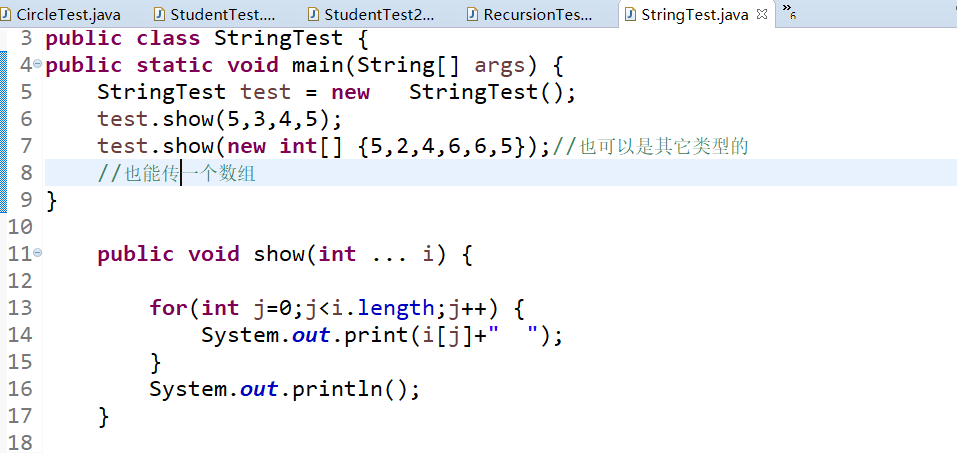 CircleTest.java StudentTest.... StudentTest2... RecursionTes... StringTest.java »6
3 public class StringTest {
4 public static void main(String[] args) {
5 StringTest test = new   StringTest();
6 test.show(5,3,4,5);
7 test.show(new int[] {5,2,4,6,6,5});//也可以是其它类型的
8 //也能传一个数组
9 }
10
11 public void show(int ... i) {
12
13 for(int j=0;j<i.length;j++) {
14 System.out.print(i[j]+"  ");
15 }
16 System.out.println();
17 }
18